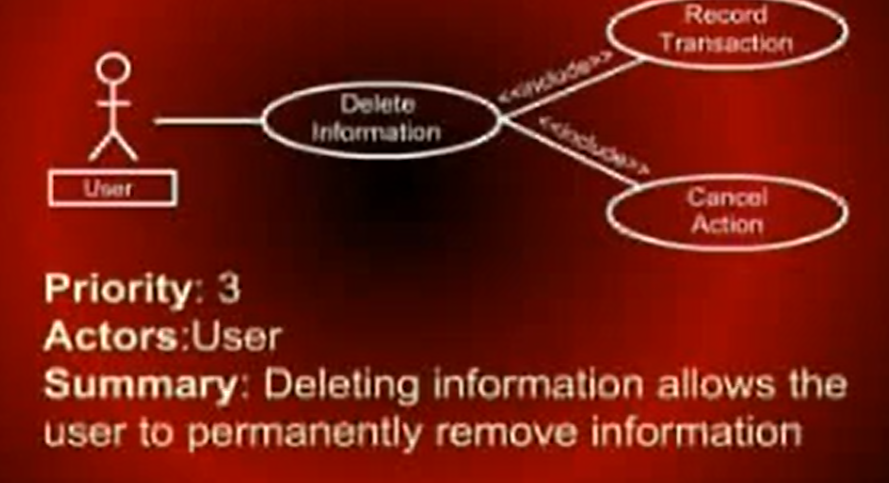 Record
Transaction
<<include>>
Delete
Information
<<include>>
User
Cancel
Action
Priority: 3
Actors:User
Summary: Deleting information allows the
user to permanently remove information